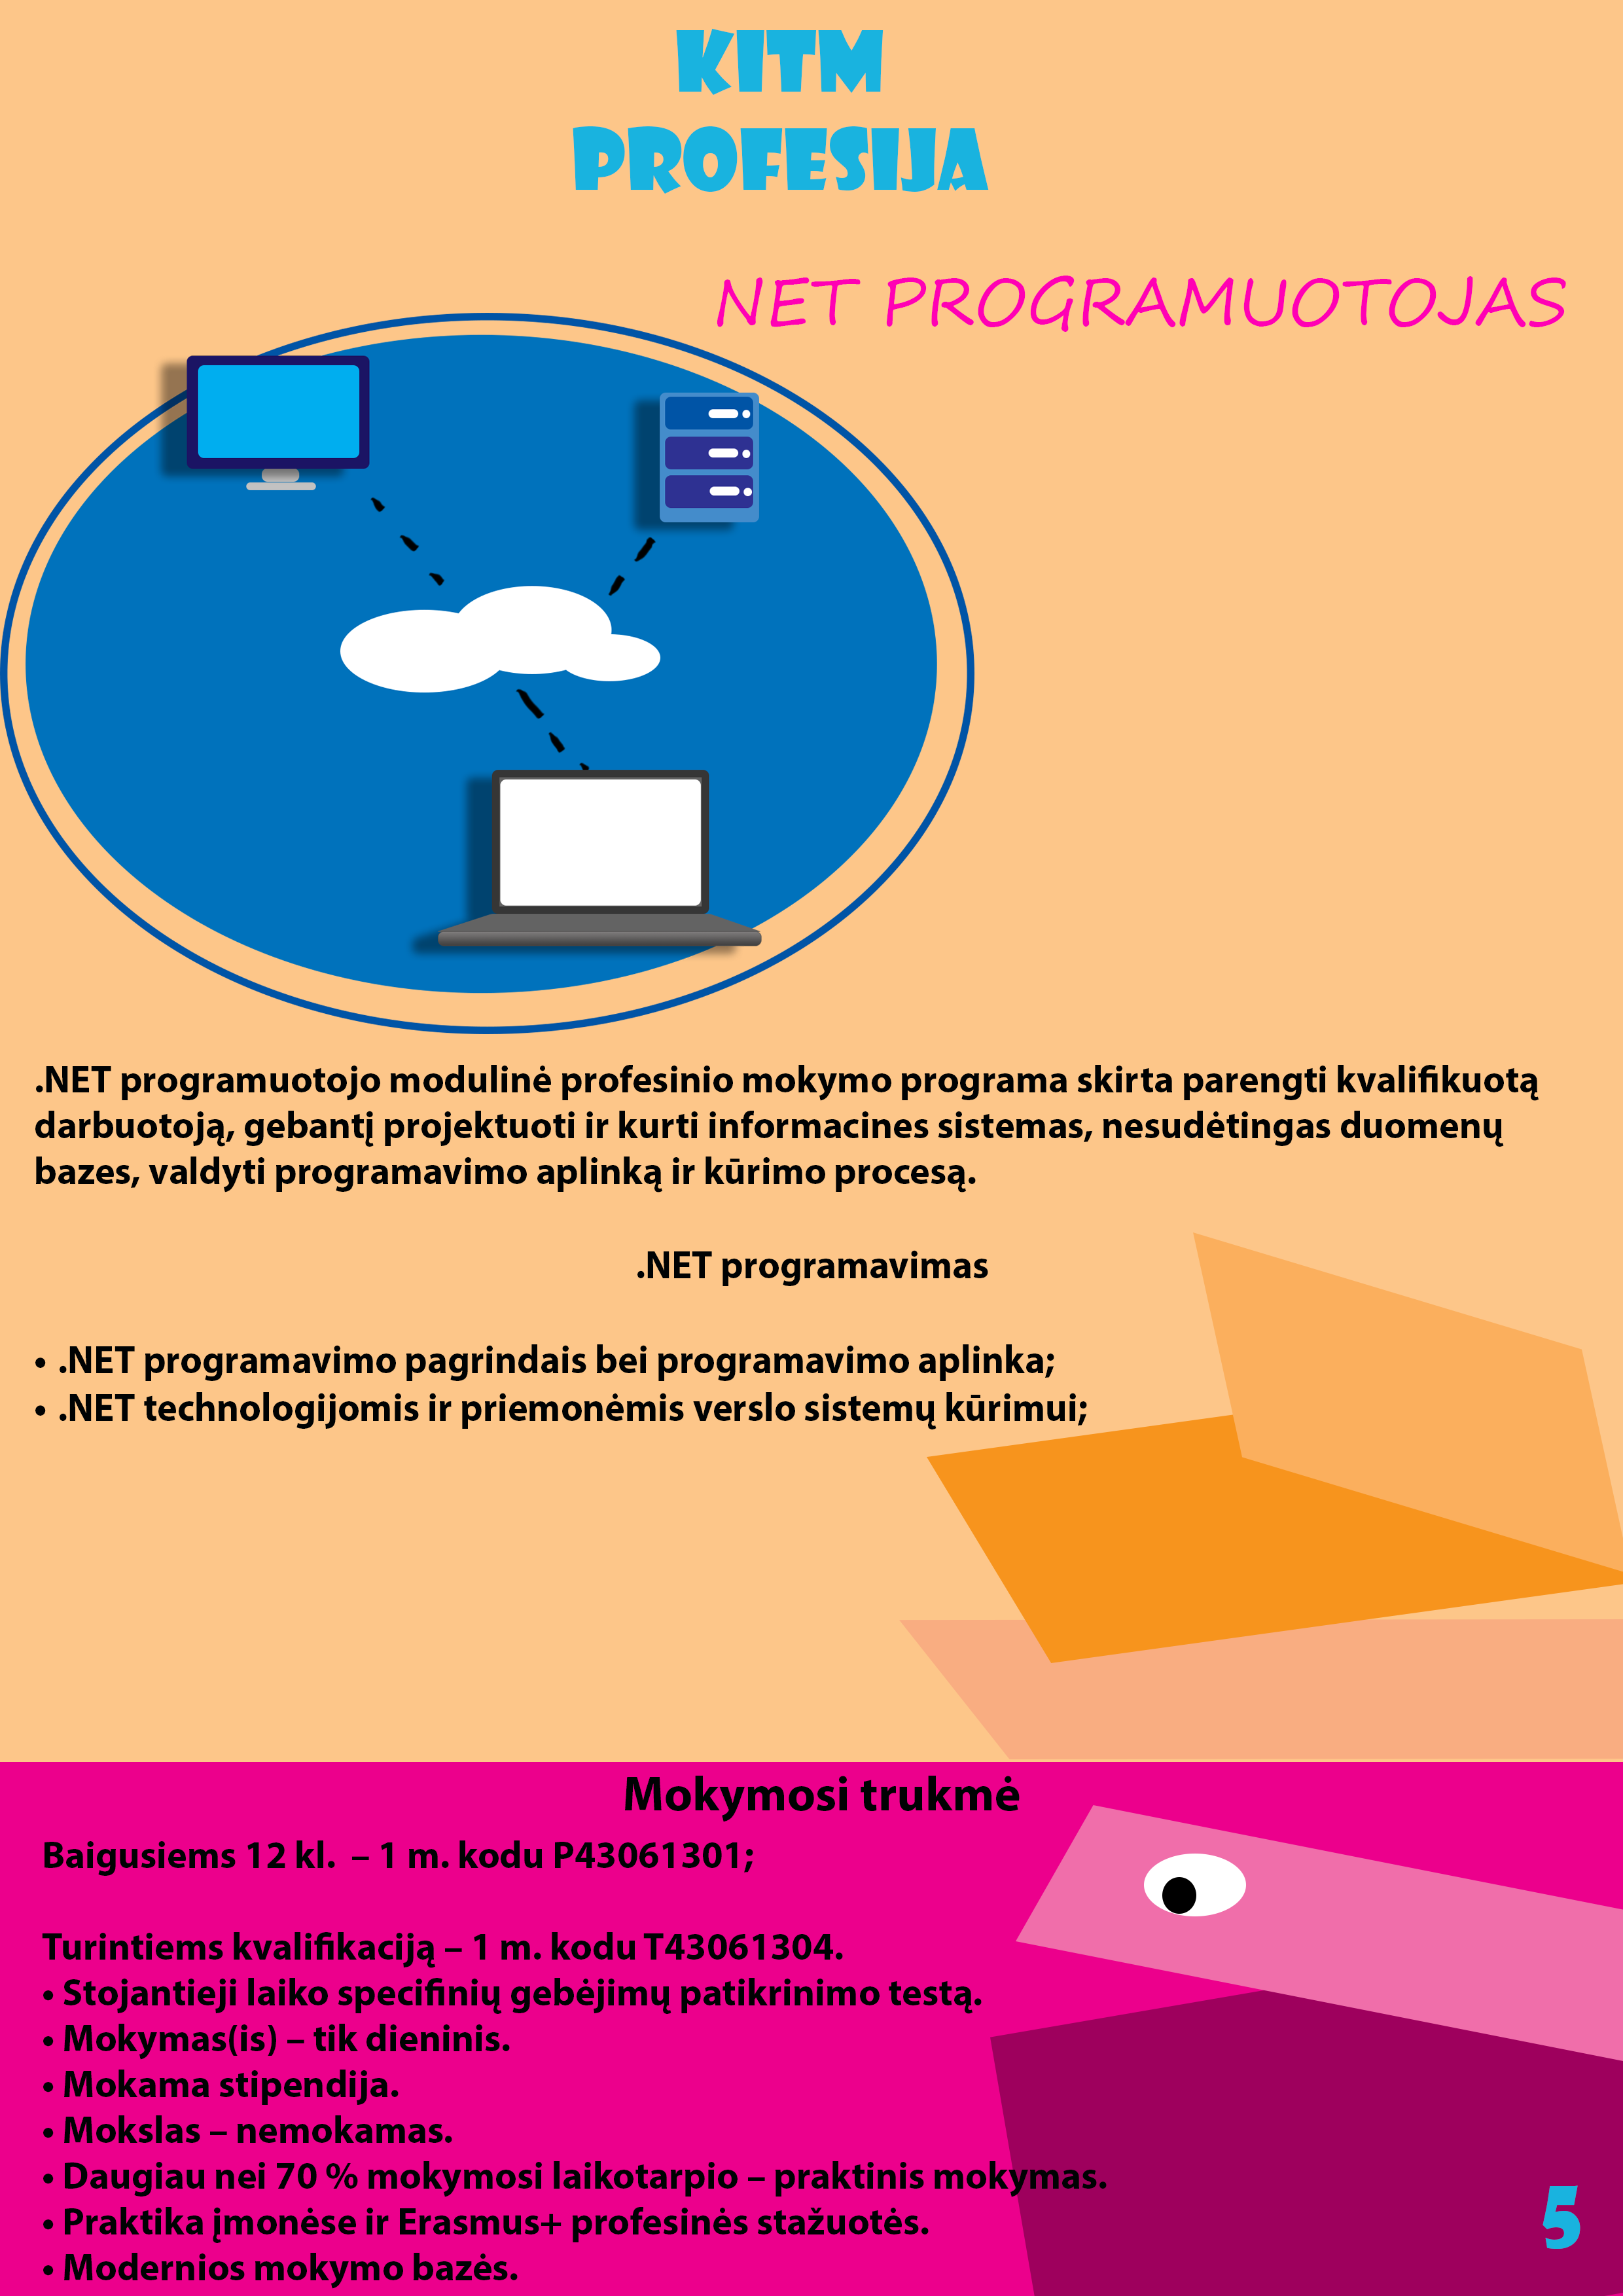 KITM
PROFESIJA
NET PROGRAMUOTOJAS
.NET programuotojo modulinė profesinio mokymo programa skirta parengti kvalifikuotą
darbuotoją, gebantį projektuoti ir kurti informacines sistemas, nesudėtingas duomenų
bazes, valdyti programavimo aplinką ir kūrimo procesą.
.NET programavimas
• .NET programavimo pagrindais bei programavimo aplinka;
• .NET technologijomis ir priemonėmis verslo sistemų kūrimui;
Mokymosi trukmė
Baigusiems 12 kl. – 1 m. kodu P43061301;
Turintiems kvalifikaciją – 1 m. kodu T43061304.
• Stojantieji laiko specifinių gebėjimų patikrinimo testą.
• Mokymas(is) – tik dieninis.
• Mokama stipendija.
• Mokslas – nemokamas.
• Daugiau nei 70 % mokymosi laikotarpio – praktinis mokymas.
• Praktika įmonėse ir Erasmus+ profesinės stažuotės.
• Modernios mokymo bazės.
5